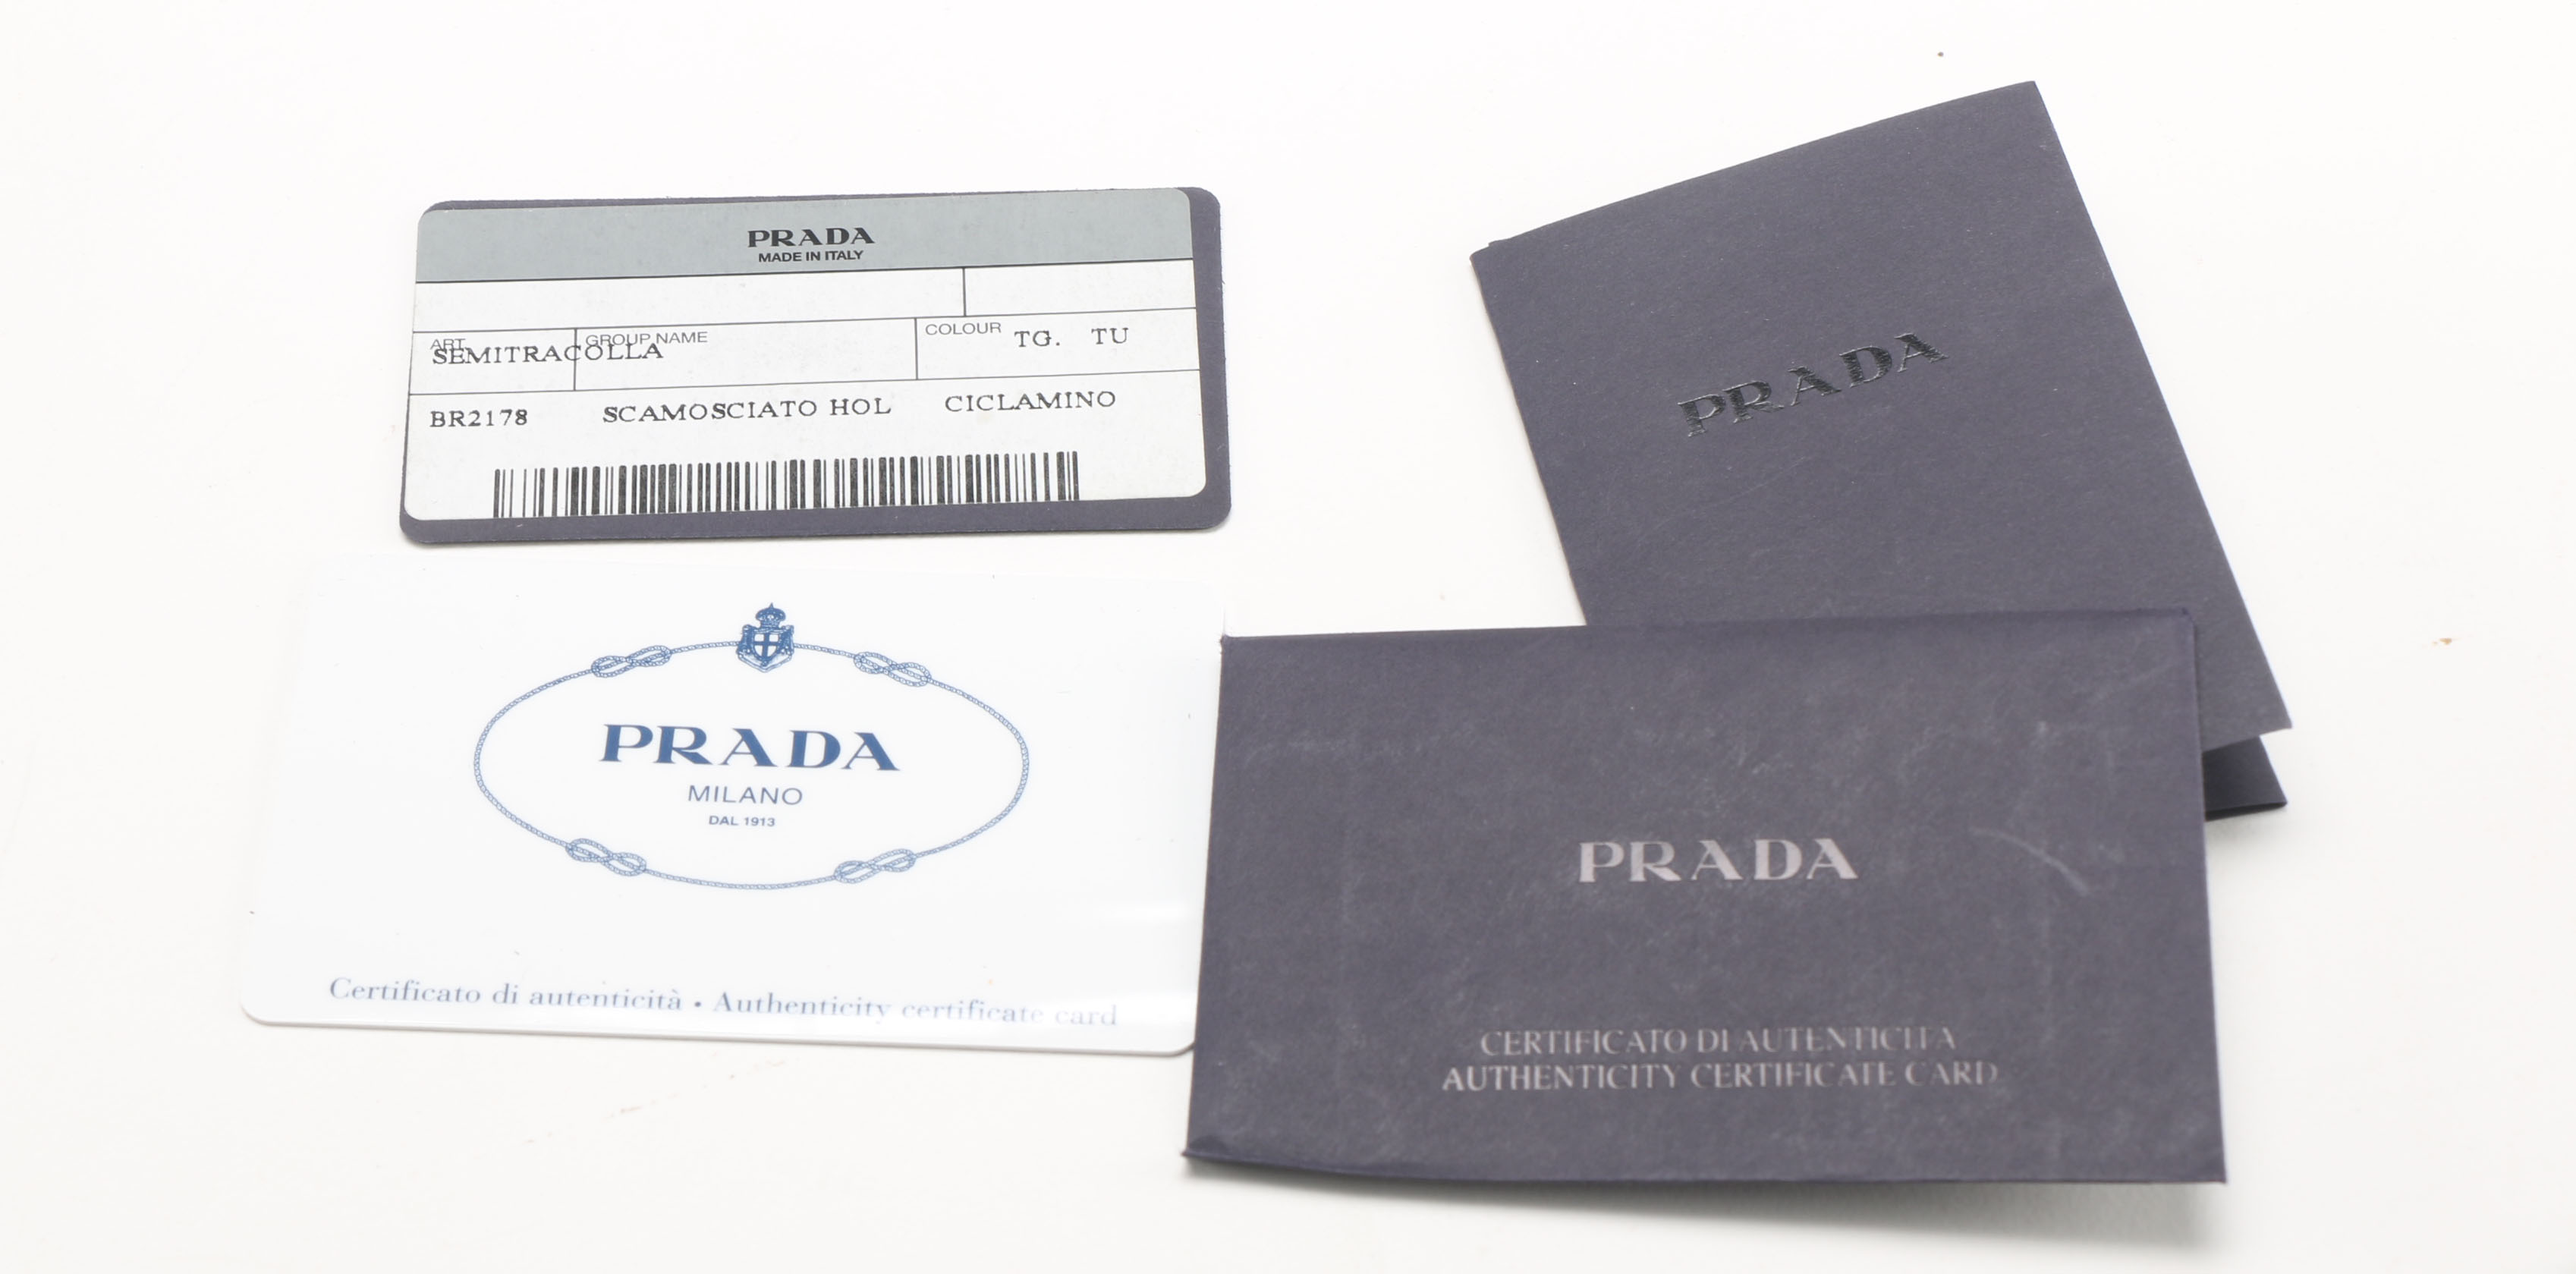 PRADA
MADE IN ITALY
ART. GROUP NAME COLOUR TG. TU
SEMITRACOLLA
BR2178 SCAMOSCIATO HOL CICLAMINO
PRADA
PRADA
MILANO
DAL 1913
Certificato di autenticità • Authenticity certificate card
PRADA
CERTIFICATO DI AUTENTICITA
AUTHENTICITY CERTIFICATE CARD